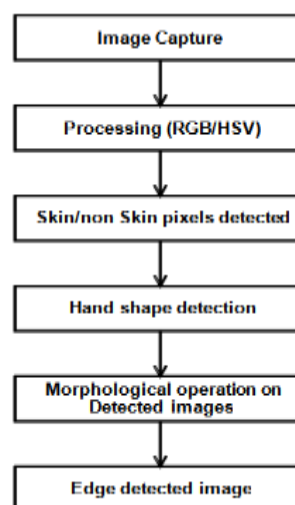 Image Capture
Processing (RGB/HSV)
Skin/non Skin pixels detected
Hand shape detection
Morphological operation on
Detected images
Edge detected image